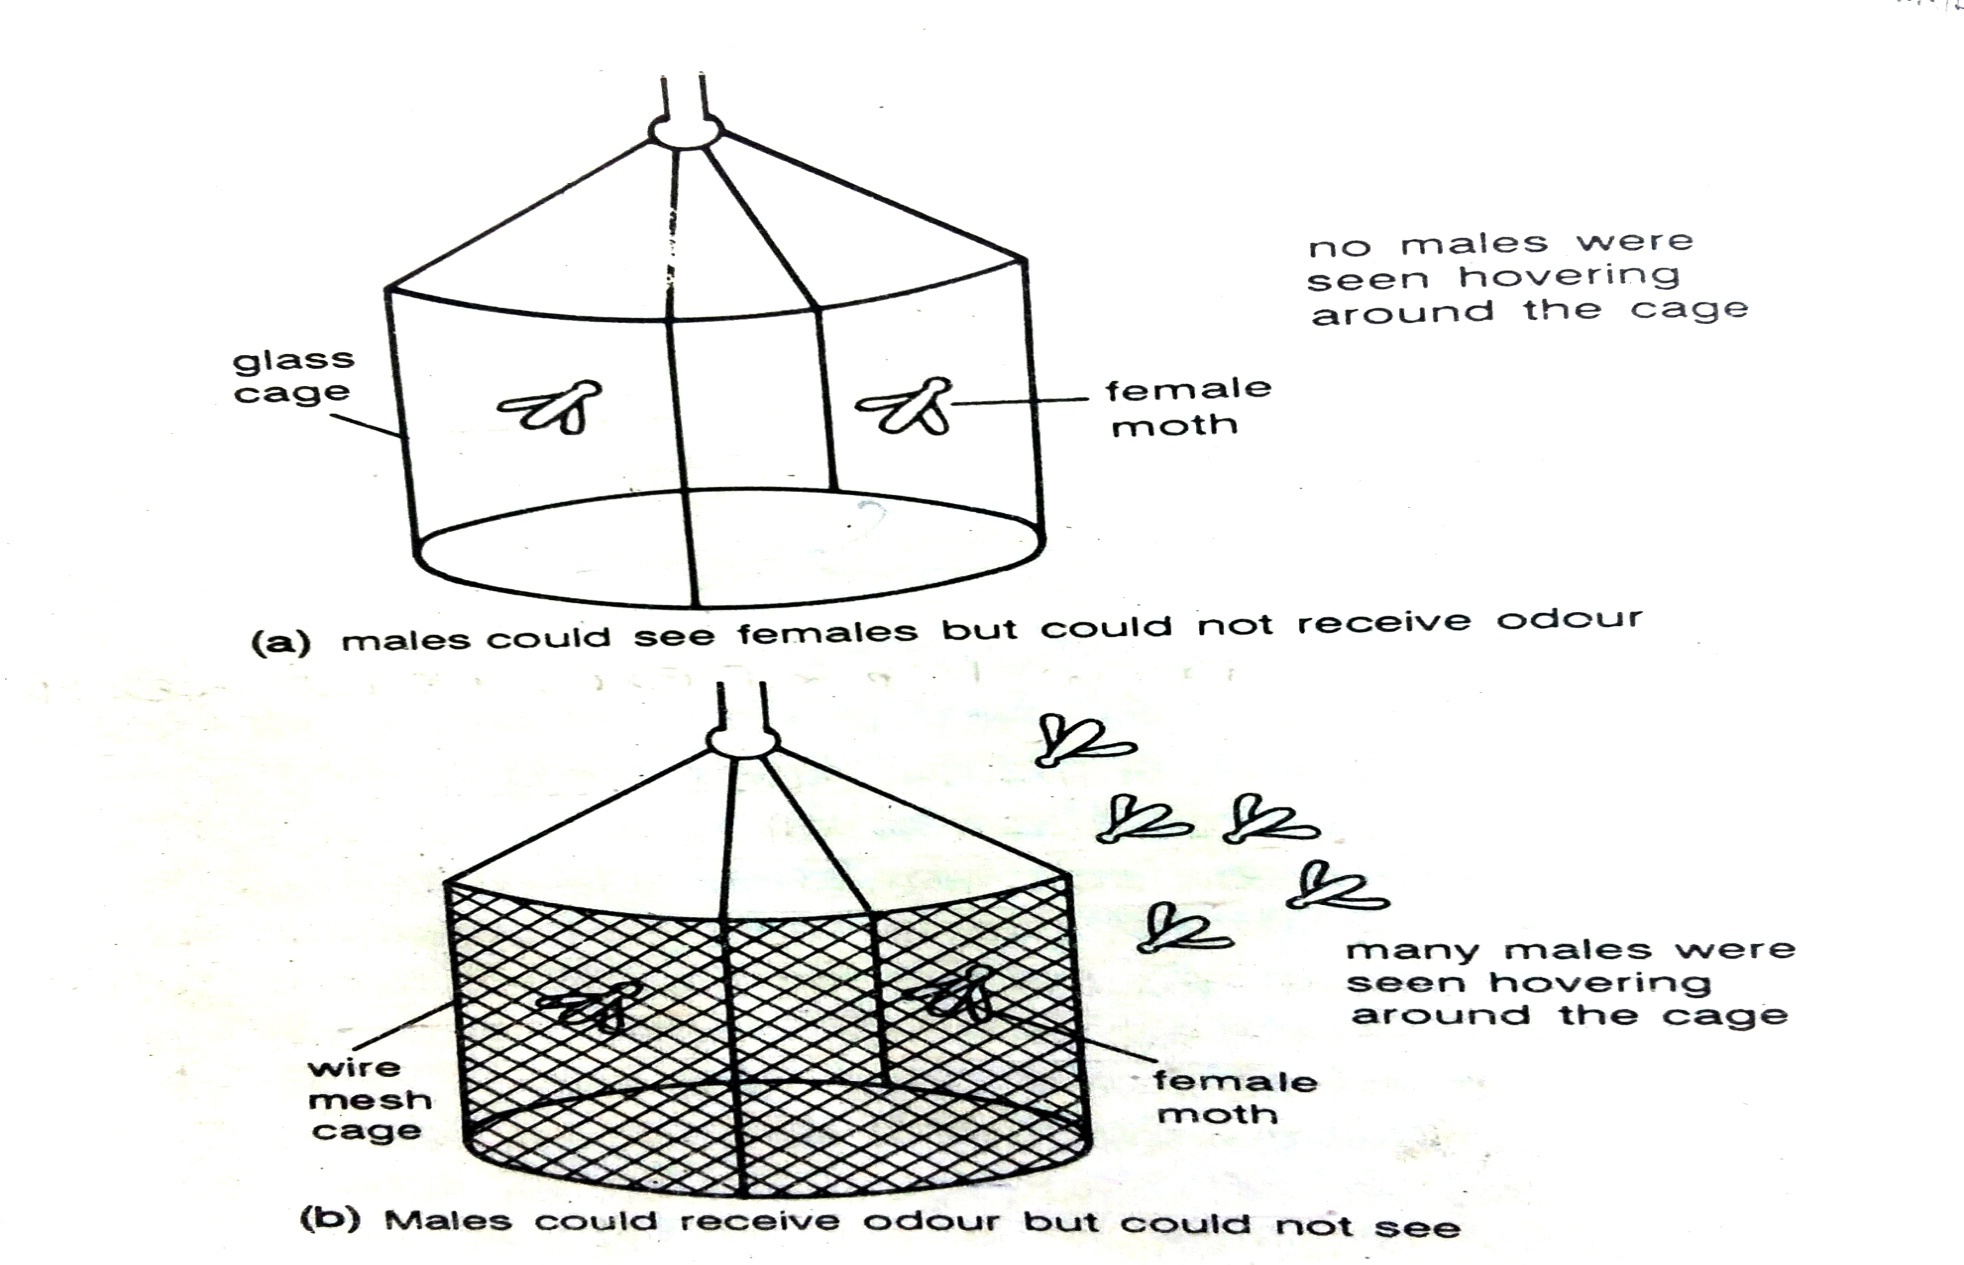 no males were
seen hovering
around the cage
glass
cage
female
moth
(a) males could see females but could not receive odour
many males were
seen hovering
around the cage
wire
mesh
cage
female
moth
(b) Males could receive odour but could not see